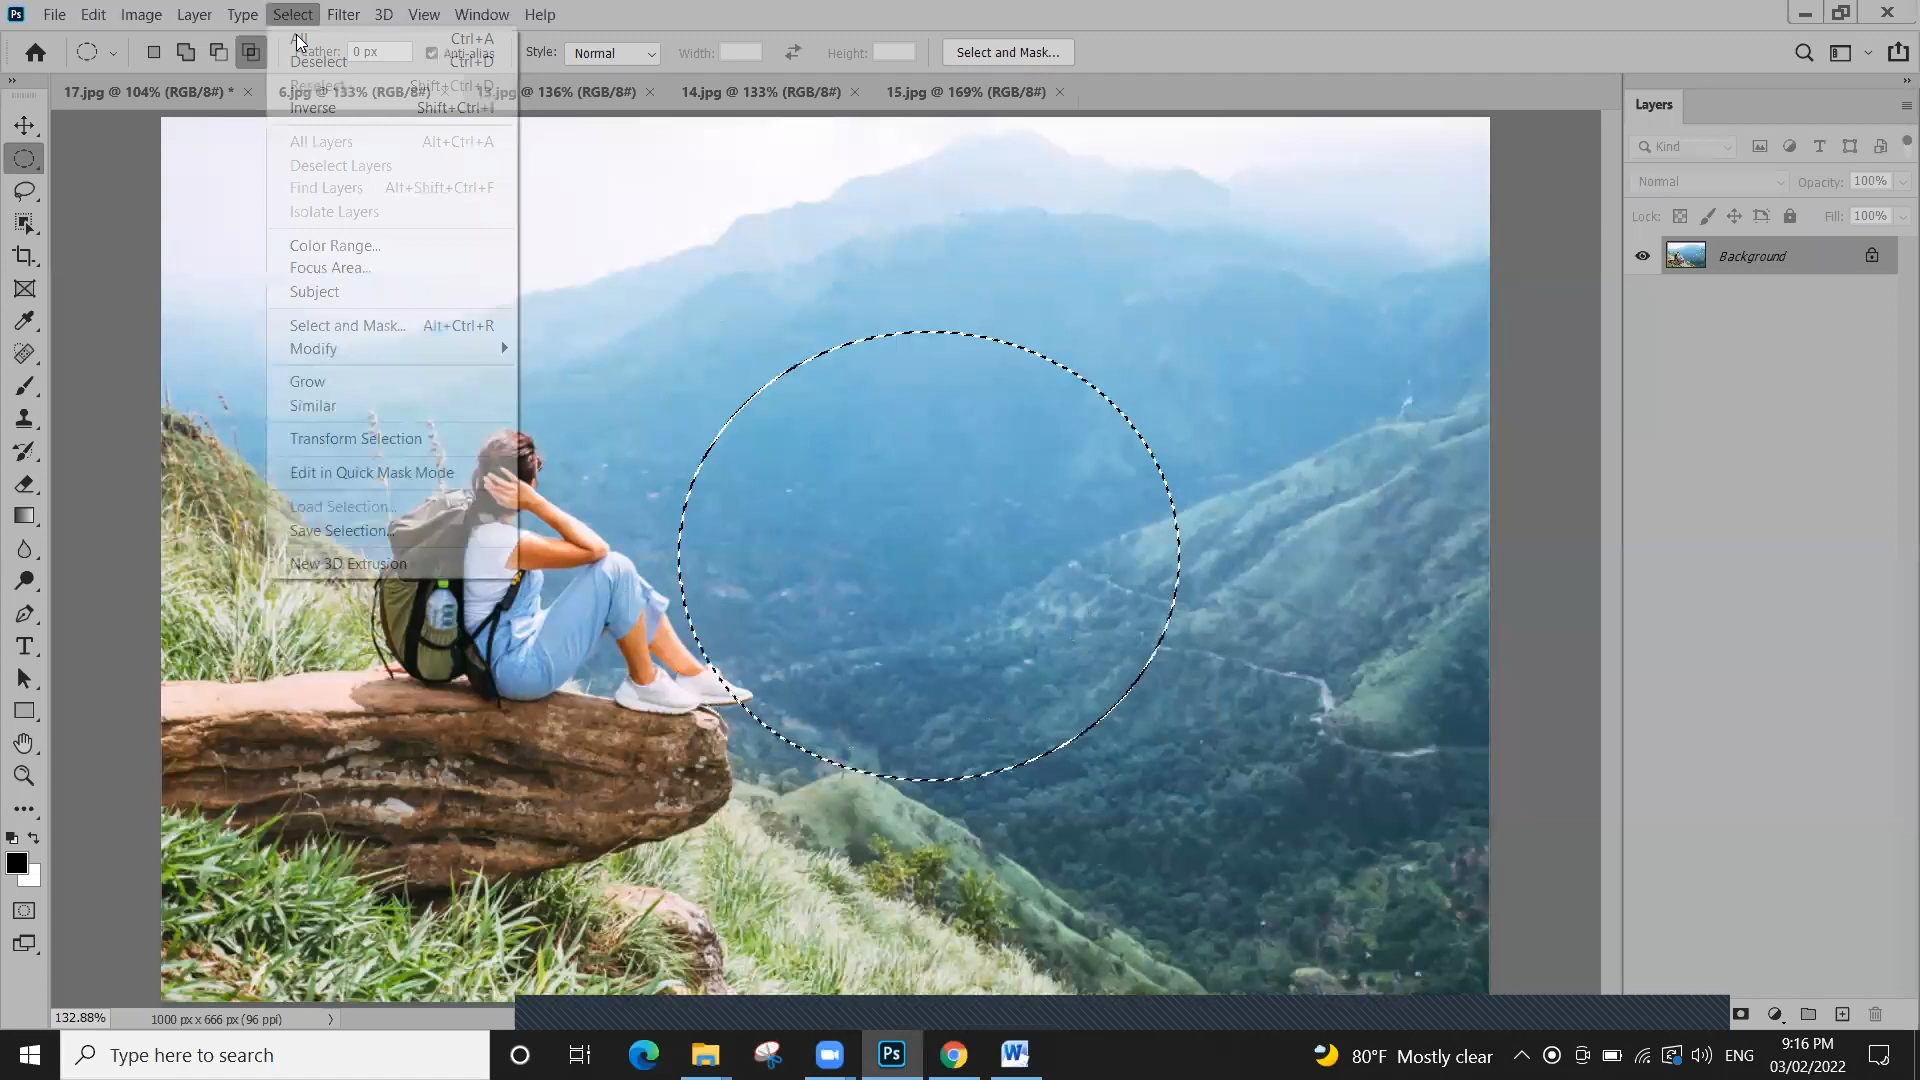 Ps File Edit Image Layer Type Select Filter 3D View Window Help
Feather: 0 px Anti-alias Style: Normal Width: Height: Select and Mask...
17.jpg @ 104% (RGB/8#) * × 6.jpg @ 133% (RGB/8#) × 13.jpg @ 136% (RGB/8#) × 14.jpg @ 133% (RGB/8#) × 15.jpg @ 169% (RGB/8#) ×
All Ctrl+A
Deselect Ctrl+D
Reselect Shift+Ctrl+D
Inverse Shift+Ctrl+I
All Layers Alt+Ctrl+A
Deselect Layers
Find Layers Alt+Shift+Ctrl+F
Isolate Layers
Color Range...
Focus Area...
Subject
Select and Mask... Alt+Ctrl+R
Modify
Grow
Similar
Transform Selection
Edit in Quick Mask Mode
Load Selection...
Save Selection...
New 3D Extrusion
Layers
Kind
Normal Opacity: 100%
Lock: Fill: 100%
Background
132.88% 1000 px x 666 px (96 ppi)
Type here to search
80°F Mostly clear
ENG
9:16 PM
03/02/2022